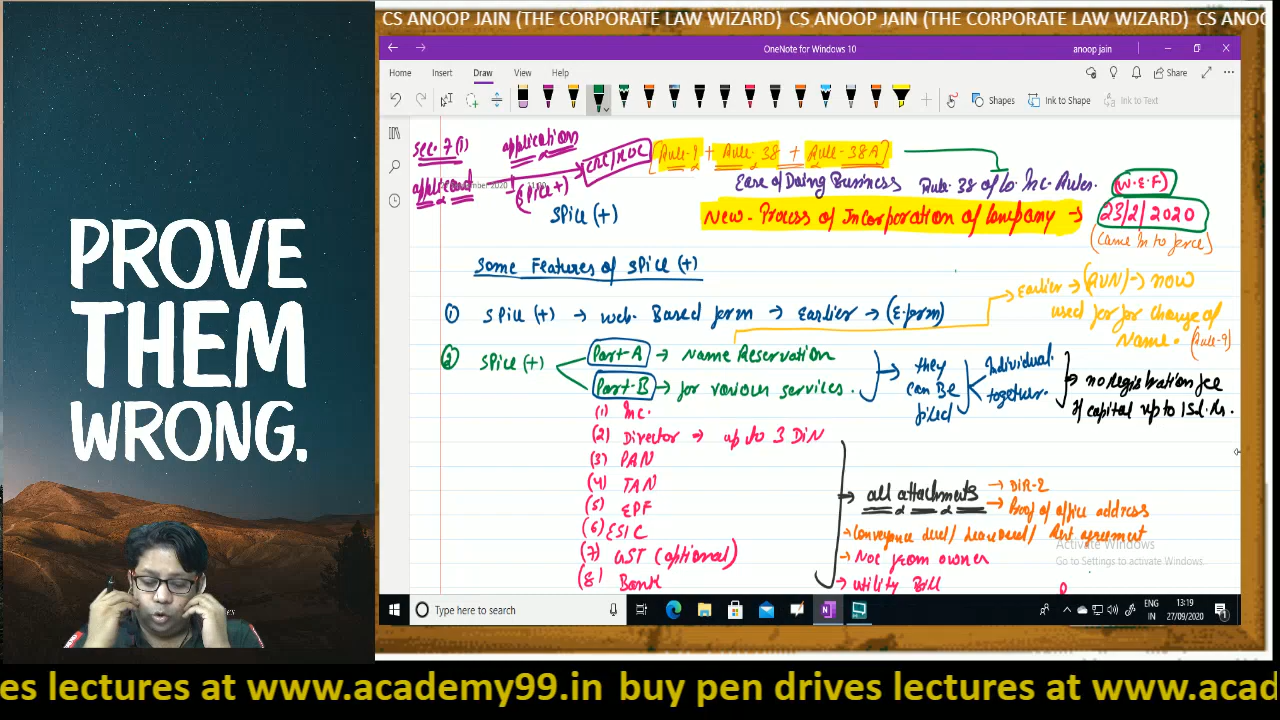 CS ANOOP JAIN (THE CORPORATE LAW WIZARD) CS ANOOP JAIN (THE CORPORATE LAW WIZARD) CS ANOO
OneNote for Windows 10
anoop jain
Home Insert Draw View Help
Share
Shapes
Ink to Shape
Ink to Text
Sec. 7(1)
application
CRC/ROC
[Rule-9 + Rule-38 + Rule-38A]
applicant
2020
(SPice +)
Ease of Doing Business
Rule 38 of Co. Inc. Rules.
(W.E.F)
SPice (+)
New-Process of Incorporation of Company →
23/2/2020
(Came in to force)
Some Features of SPice (+)
Earlier → (RUN) → now
used for for Change of
Name. (Rule-9)
① SPice (+) → web-Based form → Earlier → (E-form)
② SPice (+)
Part-A → Name Reservation
Part-B → for various services.
they
can Be
filed
Individual.
together.
→ no Registration fee
if capital up to 15 L. Rs.
(1) Inc.
(2) Director → up to 3 DIN
(3) PAN
(4) TAN
(5) EPF
(6) ESIC
(7) GST (optional)
(8) Bank
→ all attachments
→ DIR-2
→ Proof of office address
Conveyance deed/ Lease deed/ Rent agreement
→ Noc from owner
→ utility Bill
Activate Windows
Go to Settings to activate Windows.
Type here to search
ENG
IN
13:19
27/09/2020
PROVE
THEM
WRONG.
es lectures at www.academy99.in buy pen drives lectures at www.acad